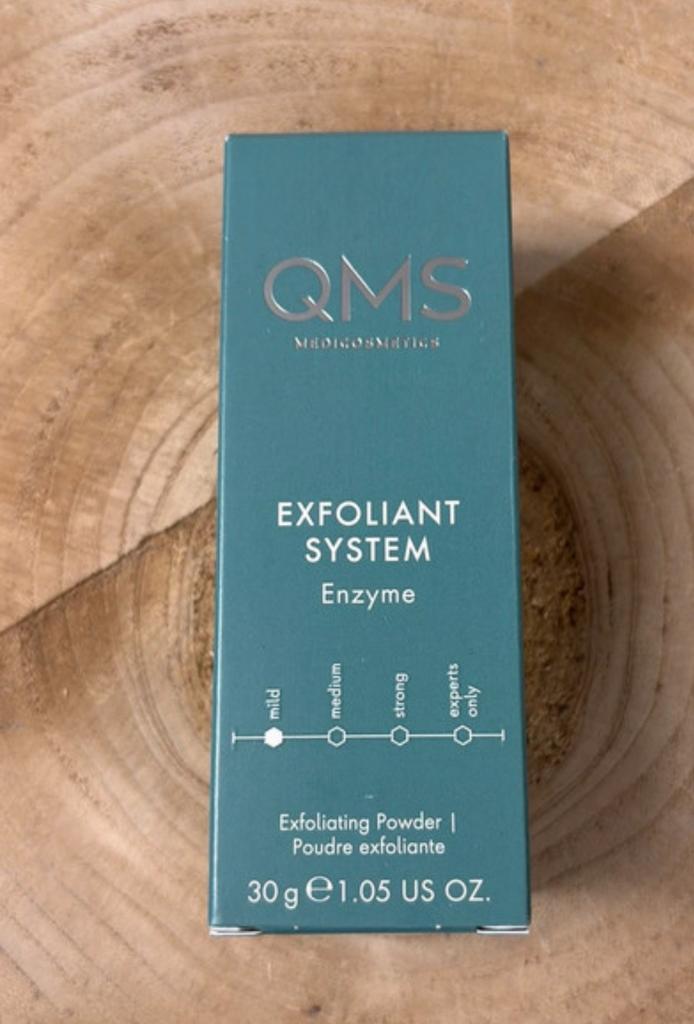 QMS
MEDICOSMETICS
EXFOLIANT
SYSTEM
Enzyme
mild
medium
strong
experts
only
Exfoliating Powder |
Poudre exfoliante
30 g ℮ 1.05 US OZ.